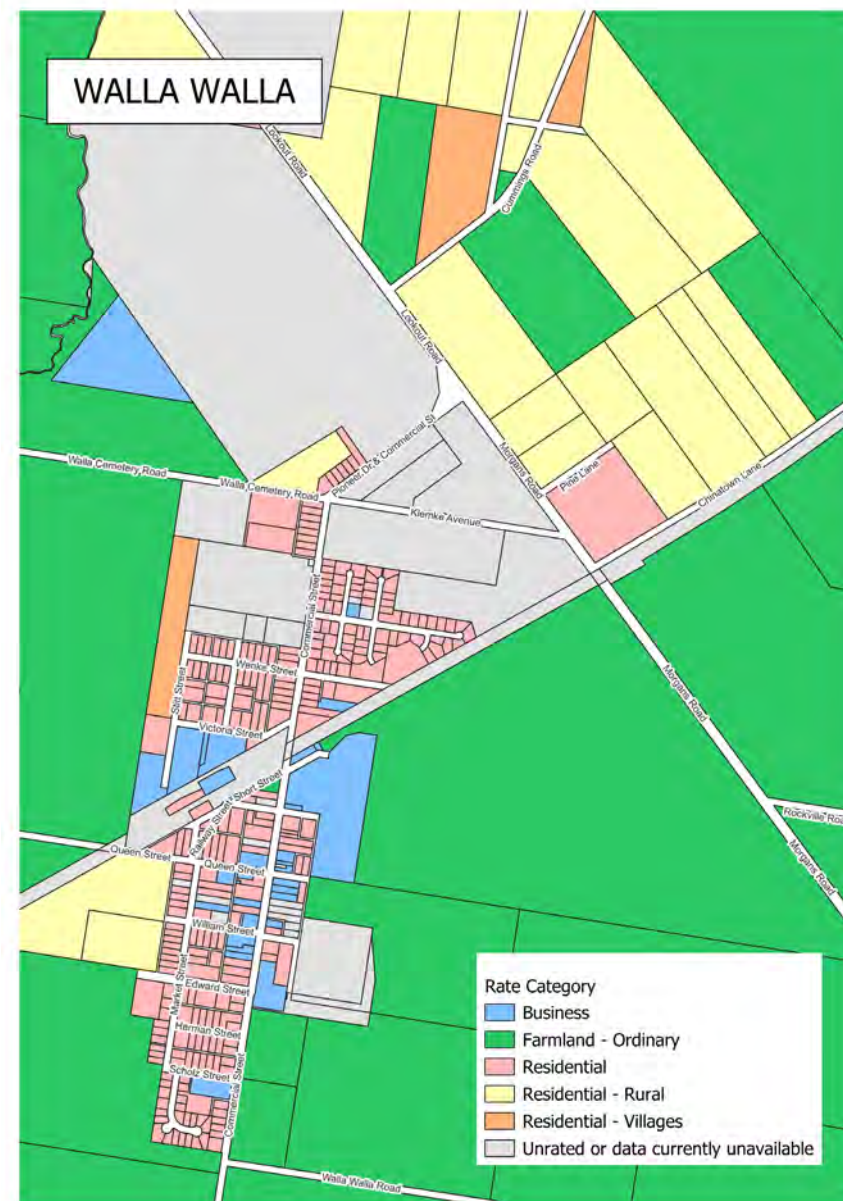 WALLA WALLA
Lookout Road
Cummings Road
Lookout Road
Pioneer Dr & Commercial St
Morgans Road
Pine Lane
Chinatown Lane
Walla Cemetery Road
Walla Cemetery Road
Klemke Avenue
Commercial Street
Wenke Street
Stitt Street
Victoria Street
Morgans Road
Short Street
Railway Street
Rockville Roa
Morgans Road
Queen Street
Queen Street
William Street
Market Street
Edward Street
Herman Street
Scholz Street
Commercial Street
Walla Walla Road
Rate Category
Business
Farmland - Ordinary
Residential
Residential - Rural
Residential - Villages
Unrated or data currently unavailable